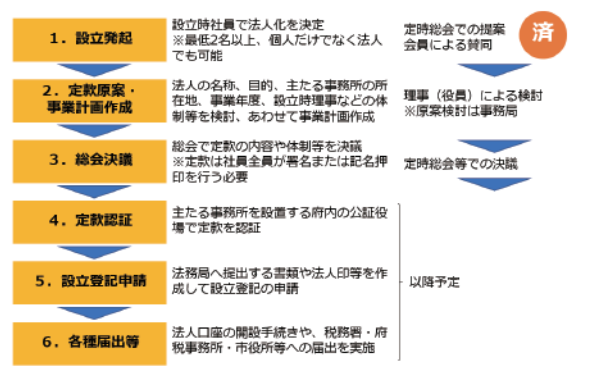 1．設立発起
設立時社員で法人化を決定
※最低2名以上、個人だけでなく法人
でも可能
定時総会での提案
会員による賛同
済
2．定款原案・
事業計画作成
法人の名称、目的、主たる事務所の所
在地、事業年度、設立時理事などの体
制等を検討、あわせて事業計画作成
理事（役員）による検討
※原案検討は事務局
3．総会決議
総会で定款の内容や体制等を決議
※定款は社員全員が署名または記名押
印を行う必要
定時総会等での決議
4．定款認証
主たる事務所を設置する府内の公証役
場で定款を認証
5．設立登記申請
法務局へ提出する書類や法人印等を作
成して設立登記の申請
以降予定
6．各種届出等
法人口座の開設手続きや、税務署・府
税事務所・市役所等への届出を実施